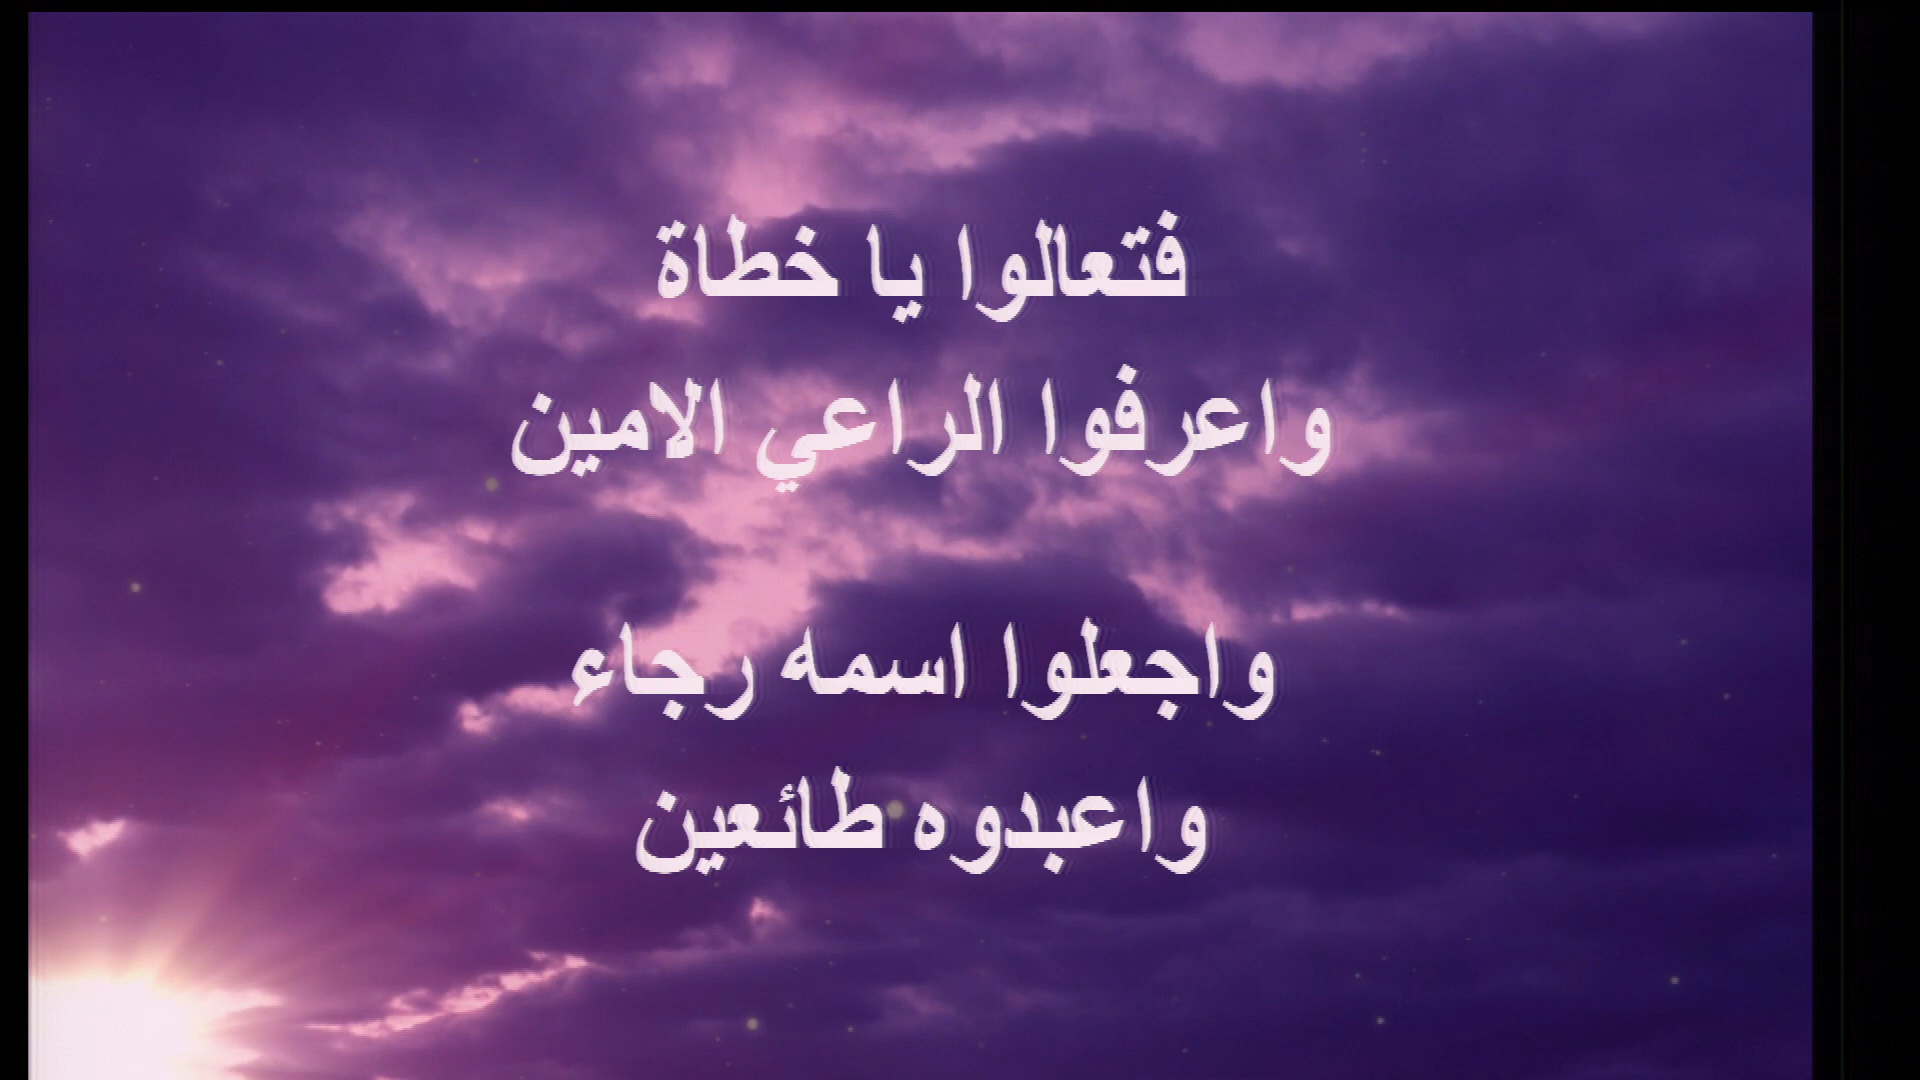 فتعالوا يا خطاة
واعرفوا الراعي الامين
واجعلوا اسمه رجاء
واعبدوه طائعين